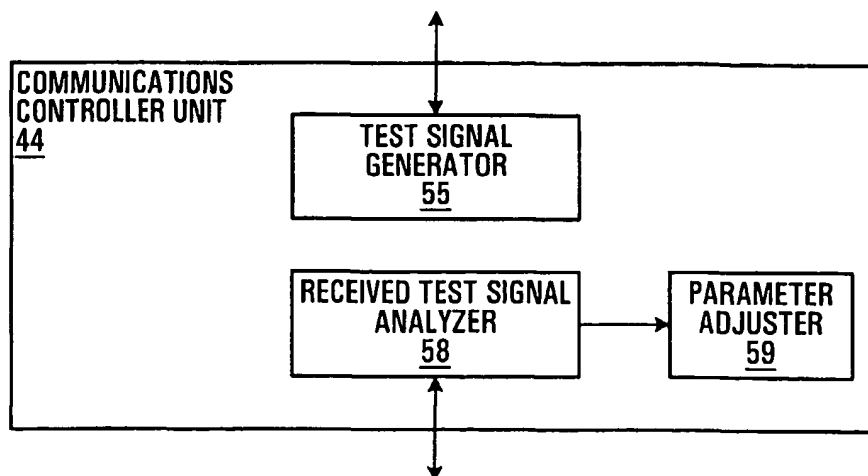 COMMUNICATIONS
CONTROLLER UNIT
44
TEST SIGNAL
GENERATOR
55
RECEIVED TEST SIGNAL
ANALYZER
58
PARAMETER
ADJUSTER
59